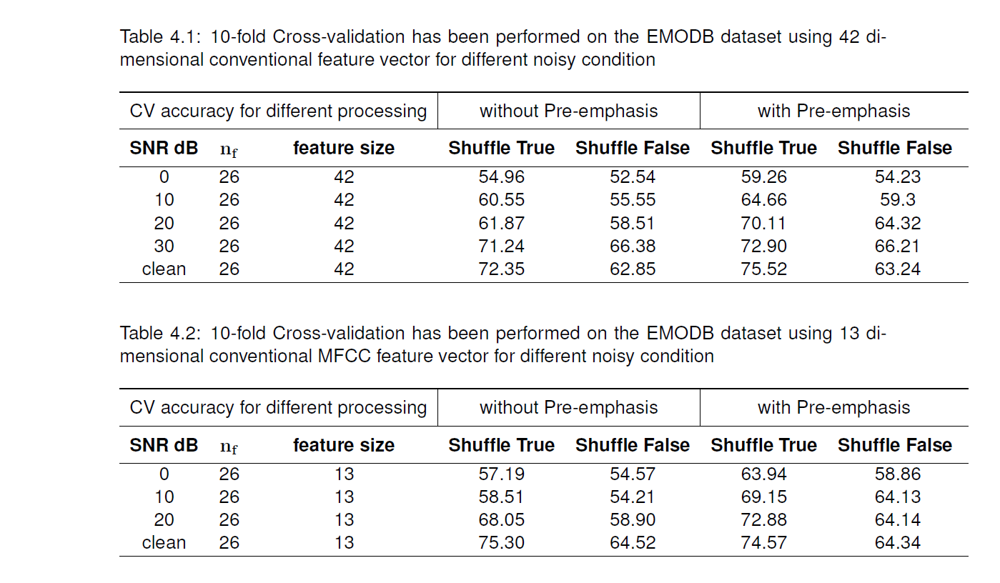 Table 4.1: 10-fold Cross-validation has been performed on the EMODB dataset using 42 di-
mensional conventional feature vector for different noisy condition
CV accuracy for different processing without Pre-emphasis with Pre-emphasis
SNR dB nf feature size Shuffle True Shuffle False Shuffle True Shuffle False
0 26 42 54.96 52.54 59.26 54.23
10 26 42 60.55 55.55 64.66 59.3
20 26 42 61.87 58.51 70.11 64.32
30 26 42 71.24 66.38 72.90 66.21
clean 26 42 72.35 62.85 75.52 63.24
Table 4.2: 10-fold Cross-validation has been performed on the EMODB dataset using 13 di-
mensional conventional MFCC feature vector for different noisy condition
CV accuracy for different processing without Pre-emphasis with Pre-emphasis
SNR dB nf feature size Shuffle True Shuffle False Shuffle True Shuffle False
0 26 13 57.19 54.57 63.94 58.86
10 26 13 58.51 54.21 69.15 64.13
20 26 13 68.05 58.90 72.88 64.14
clean 26 13 75.30 64.52 74.57 64.34